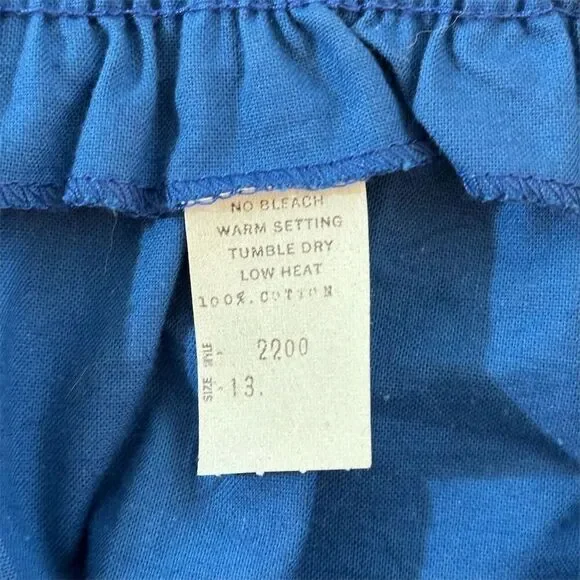 NO BLEACH
WARM SETTING
TUMBLE DRY
LOW HEAT
100%. COTTON
STYLE - 2200
SIZE - 13.